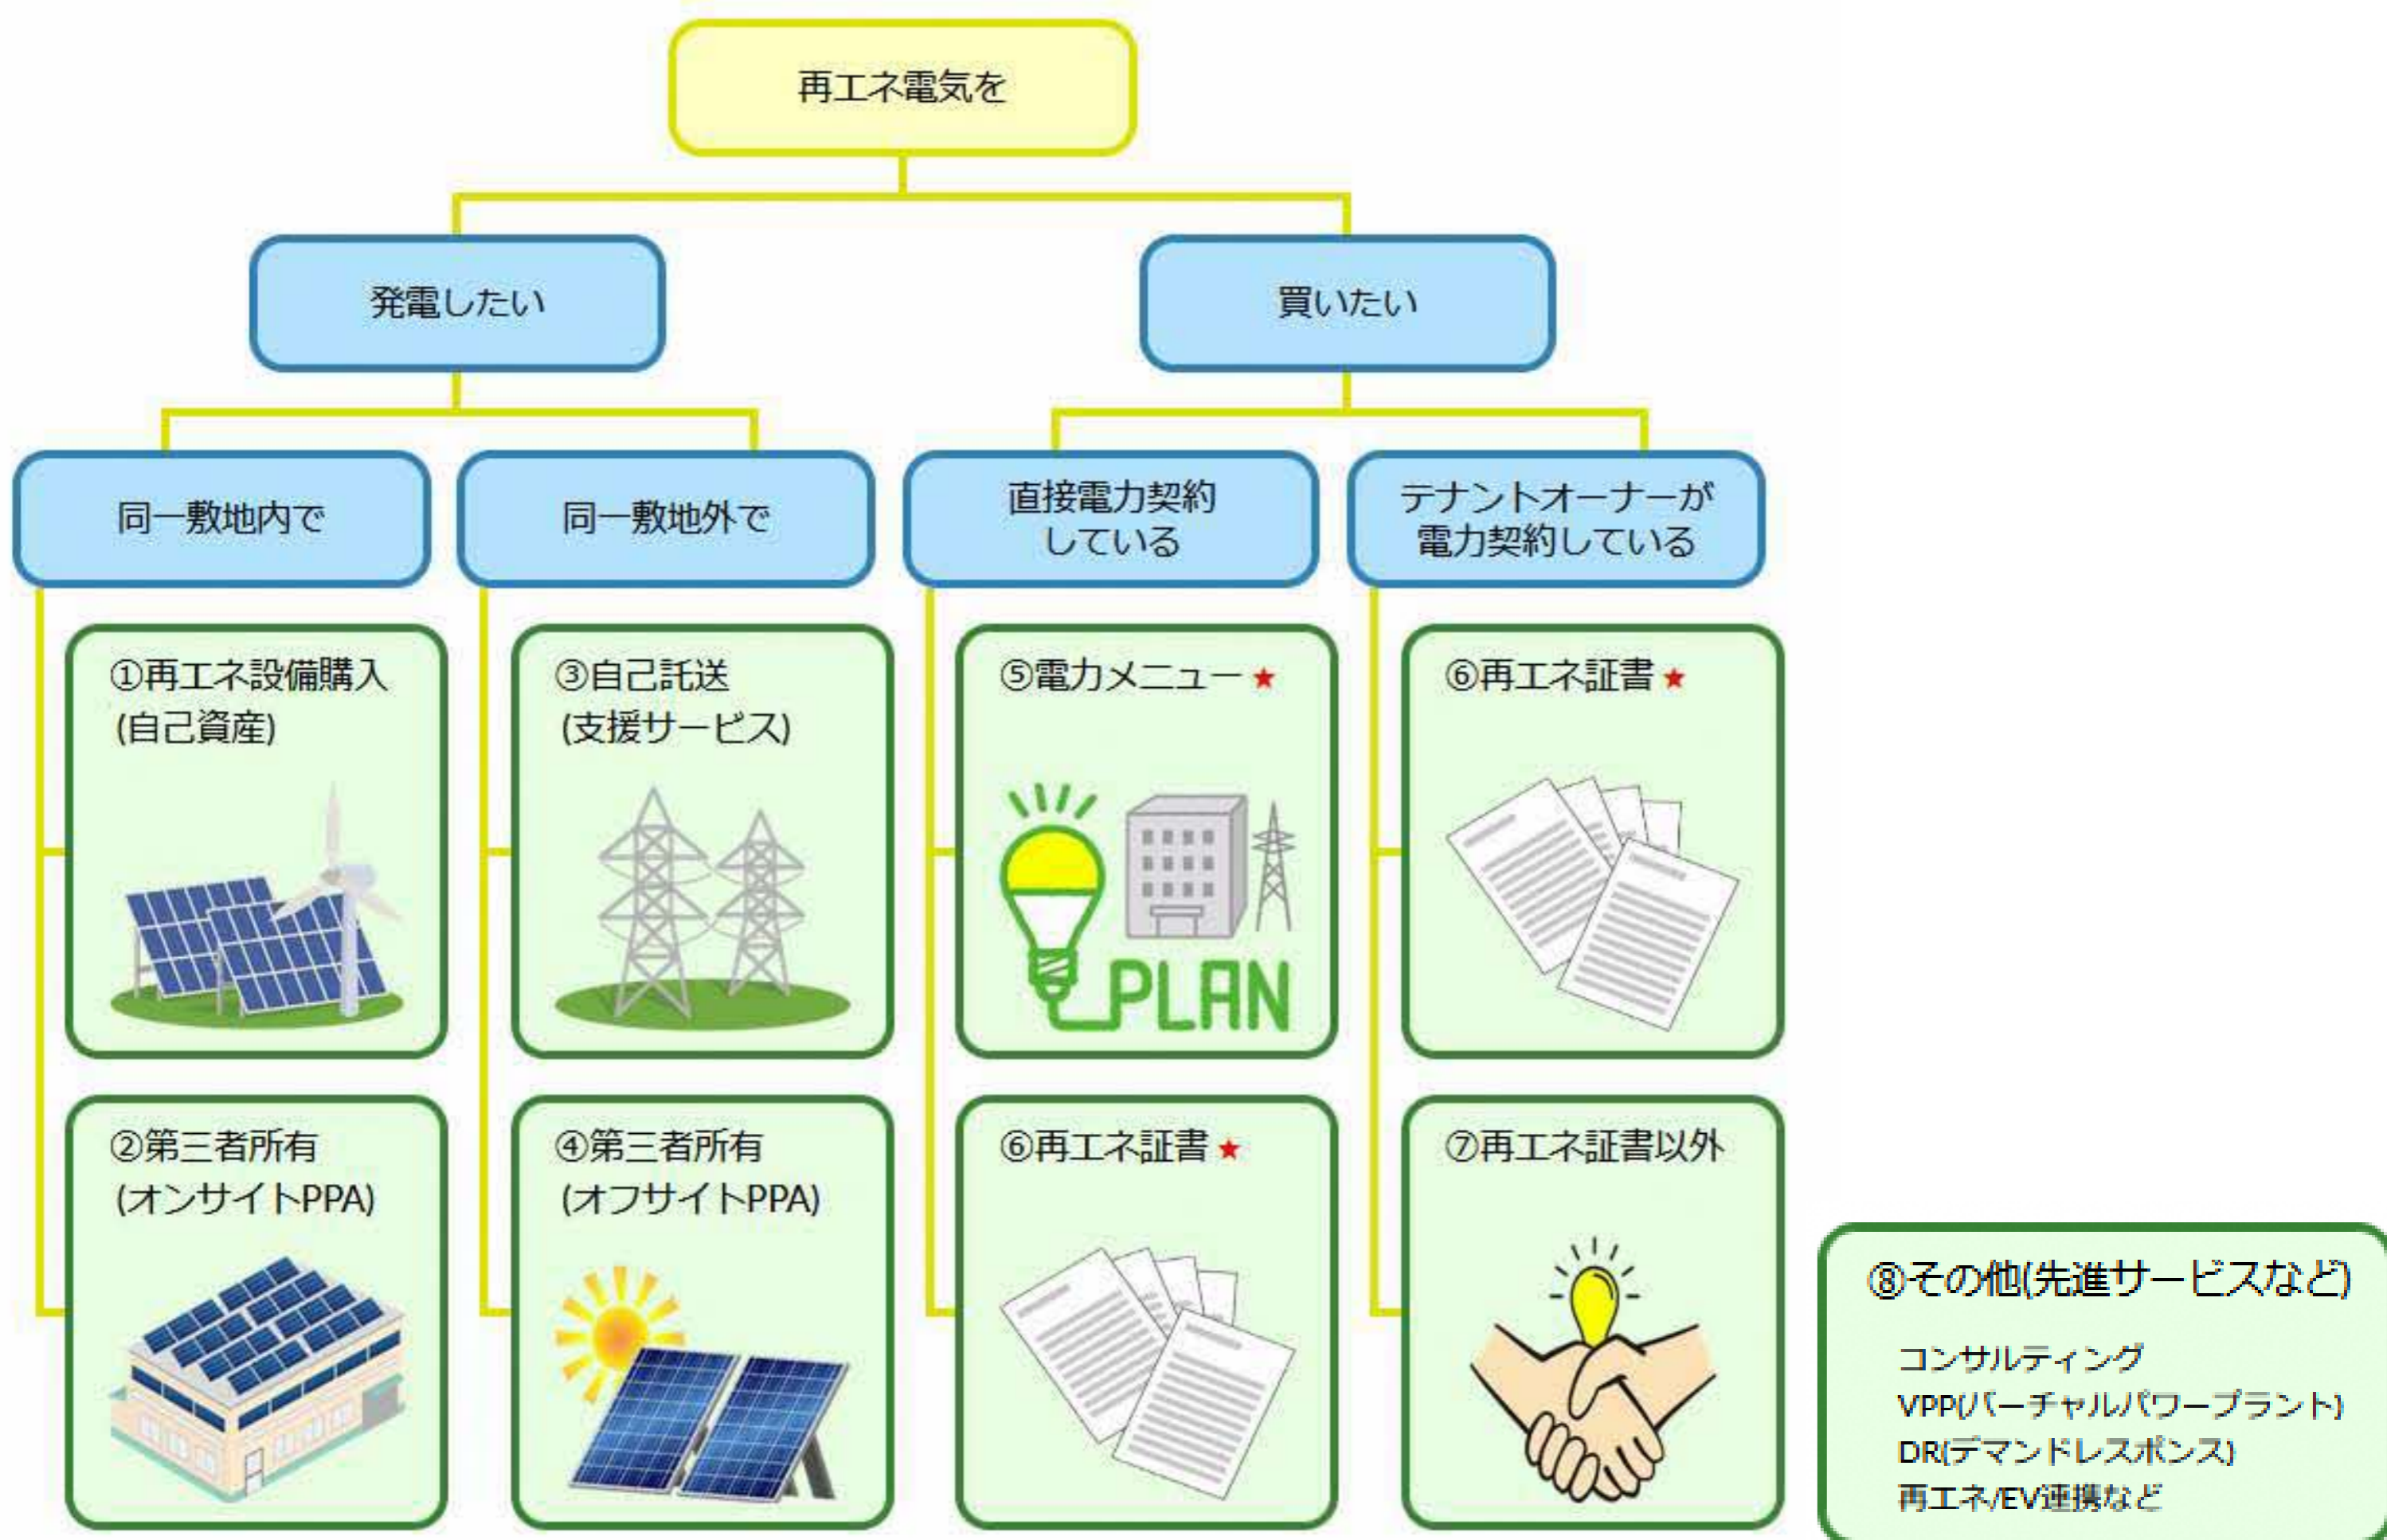 再エネ電気を
発電したい
買いたい
同一敷地内で
同一敷地外で
直接電力契約
している
テナントオーナーが
電力契約している
①再エネ設備購入
(自己資産)
③自己託送
(支援サービス)
⑤電力メニュー★
PLAN
⑥再エネ証書★
②第三者所有
(オンサイトPPA)
④第三者所有
(オフサイトPPA)
⑥再エネ証書★
⑦再エネ証書以外
⑧その他(先進サービスなど)
コンサルティング
VPP(バーチャルパワープラント)
DR(デマンドレスポンス)
再エネ/EV連携など